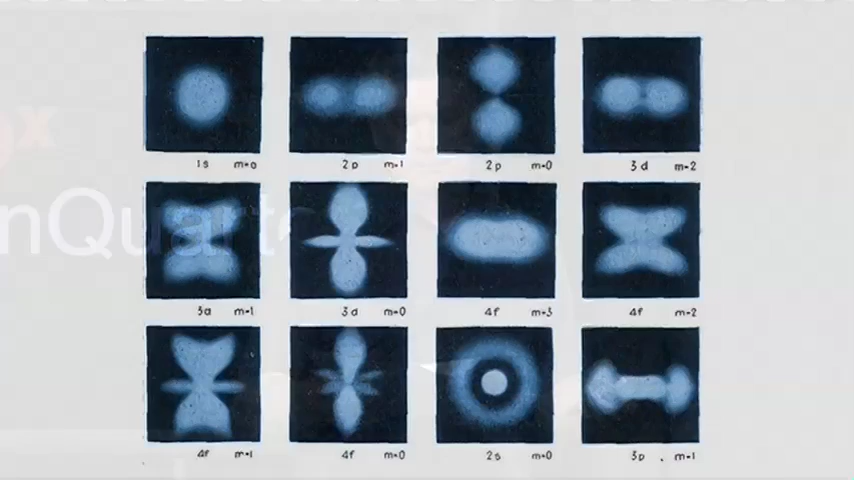 1s m=0 2p m=1 2p m=0 3d m=2
x
nQuart
3d m=1 3d m=0 4f m=3 4f m=2
4f m=1 4f m=0 2s m=0 3p . m=1